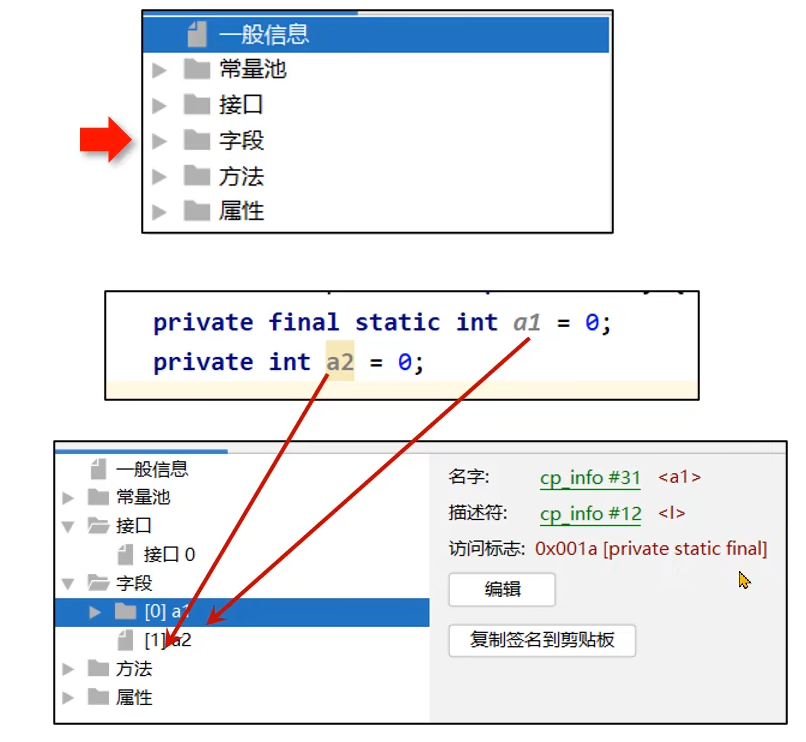 一般信息
常量池
接口
字段
方法
属性
private final static int a1 = 0;
private int a2 = 0;
一般信息
常量池
接口
接口 0
字段
[0] a1
[1] a2
方法
属性
名字: cp_info #31 <a1>
描述符: cp_info #12 <I>
访问标志: 0x001a [private static final]
编辑
复制签名到剪贴板